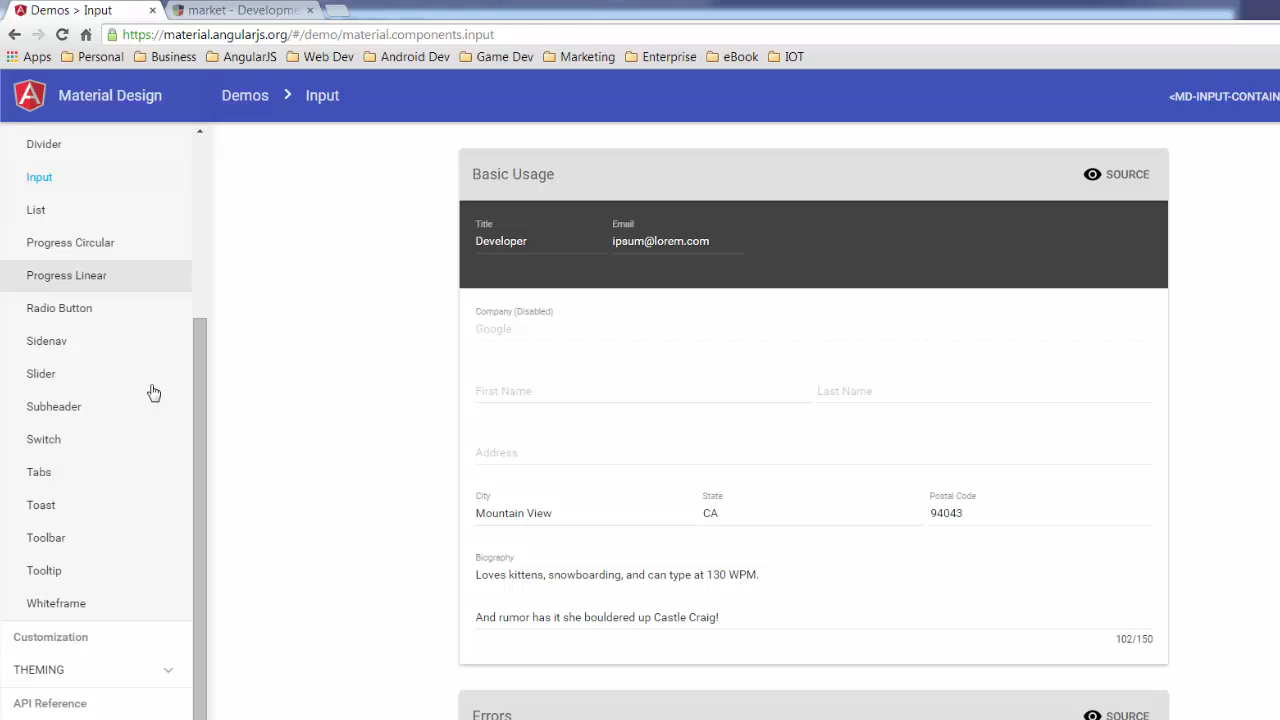 Demos > Input
market - Developme
https://material.angularjs.org/#/demo/material.components.input
Apps Personal Business AngularJS Web Dev Android Dev Game Dev Marketing Enterprise eBook IOT
Material Design Demos Input <MD-INPUT-CONTAIN
Divider
Input
List
Progress Circular
Progress Linear
Radio Button
Sidenav
Slider
Subheader
Switch
Tabs
Toast
Toolbar
Tooltip
Whiteframe
Customization
THEMING
API Reference
Basic Usage SOURCE
Title Email
Developer ipsum@lorem.com
Company (Disabled)
Google
First Name Last Name
Address
City State Postal Code
Mountain View CA 94043
Biography
Loves kittens, snowboarding, and can type at 130 WPM.
And rumor has it she bouldered up Castle Craig!
102/150
Errors SOURCE